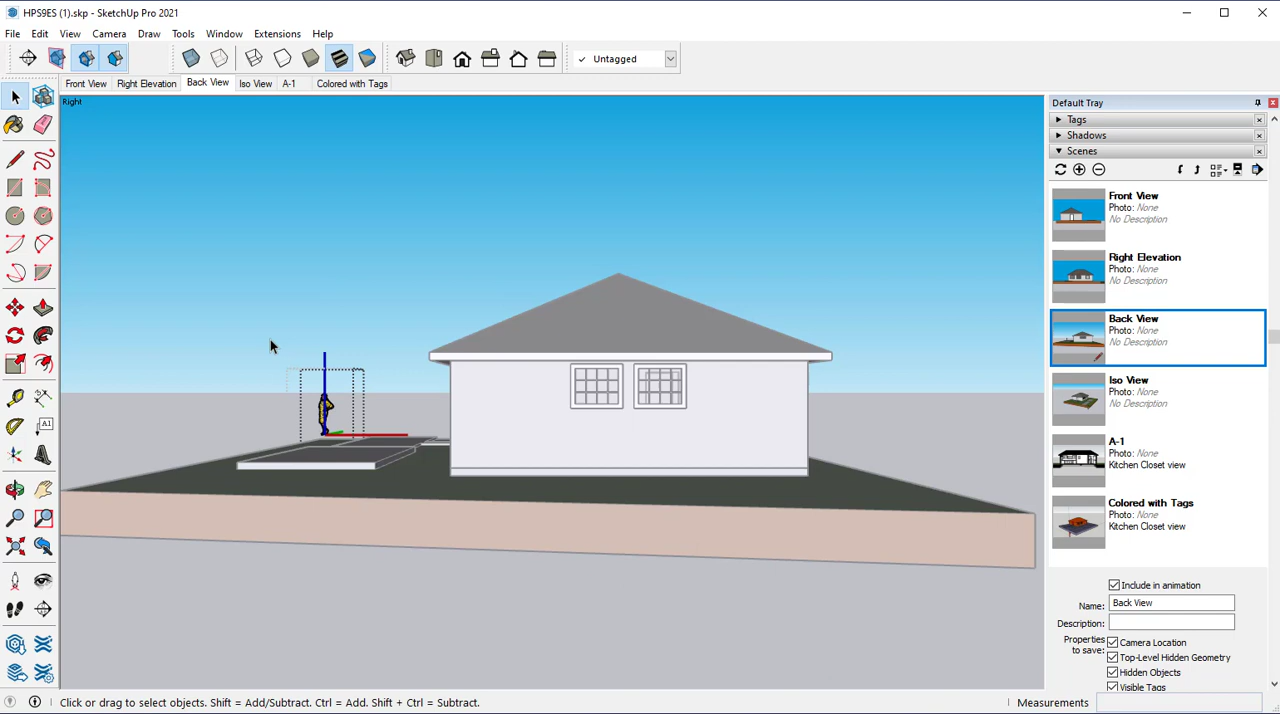 HPS9ES (1).skp - SketchUp Pro 2021
File Edit View Camera Draw Tools Window Extensions Help
Untagged
Front View Right Elevation Back View Iso View A-1 Colored with Tags
Right
A1
Default Tray
Tags
Shadows
Scenes
Front View
Photo: None
No Description
Right Elevation
Photo: None
No Description
Back View
Photo: None
No Description
Iso View
Photo: None
No Description
A-1
Photo: None
Kitchen Closet view
Colored with Tags
Photo: None
Kitchen Closet view
Include in animation
Name: Back View
Description:
Properties to save:
Camera Location
Top-Level Hidden Geometry
Hidden Objects
Visible Tags
Click or drag to select objects. Shift = Add/Subtract. Ctrl = Add. Shift + Ctrl = Subtract.
Measurements